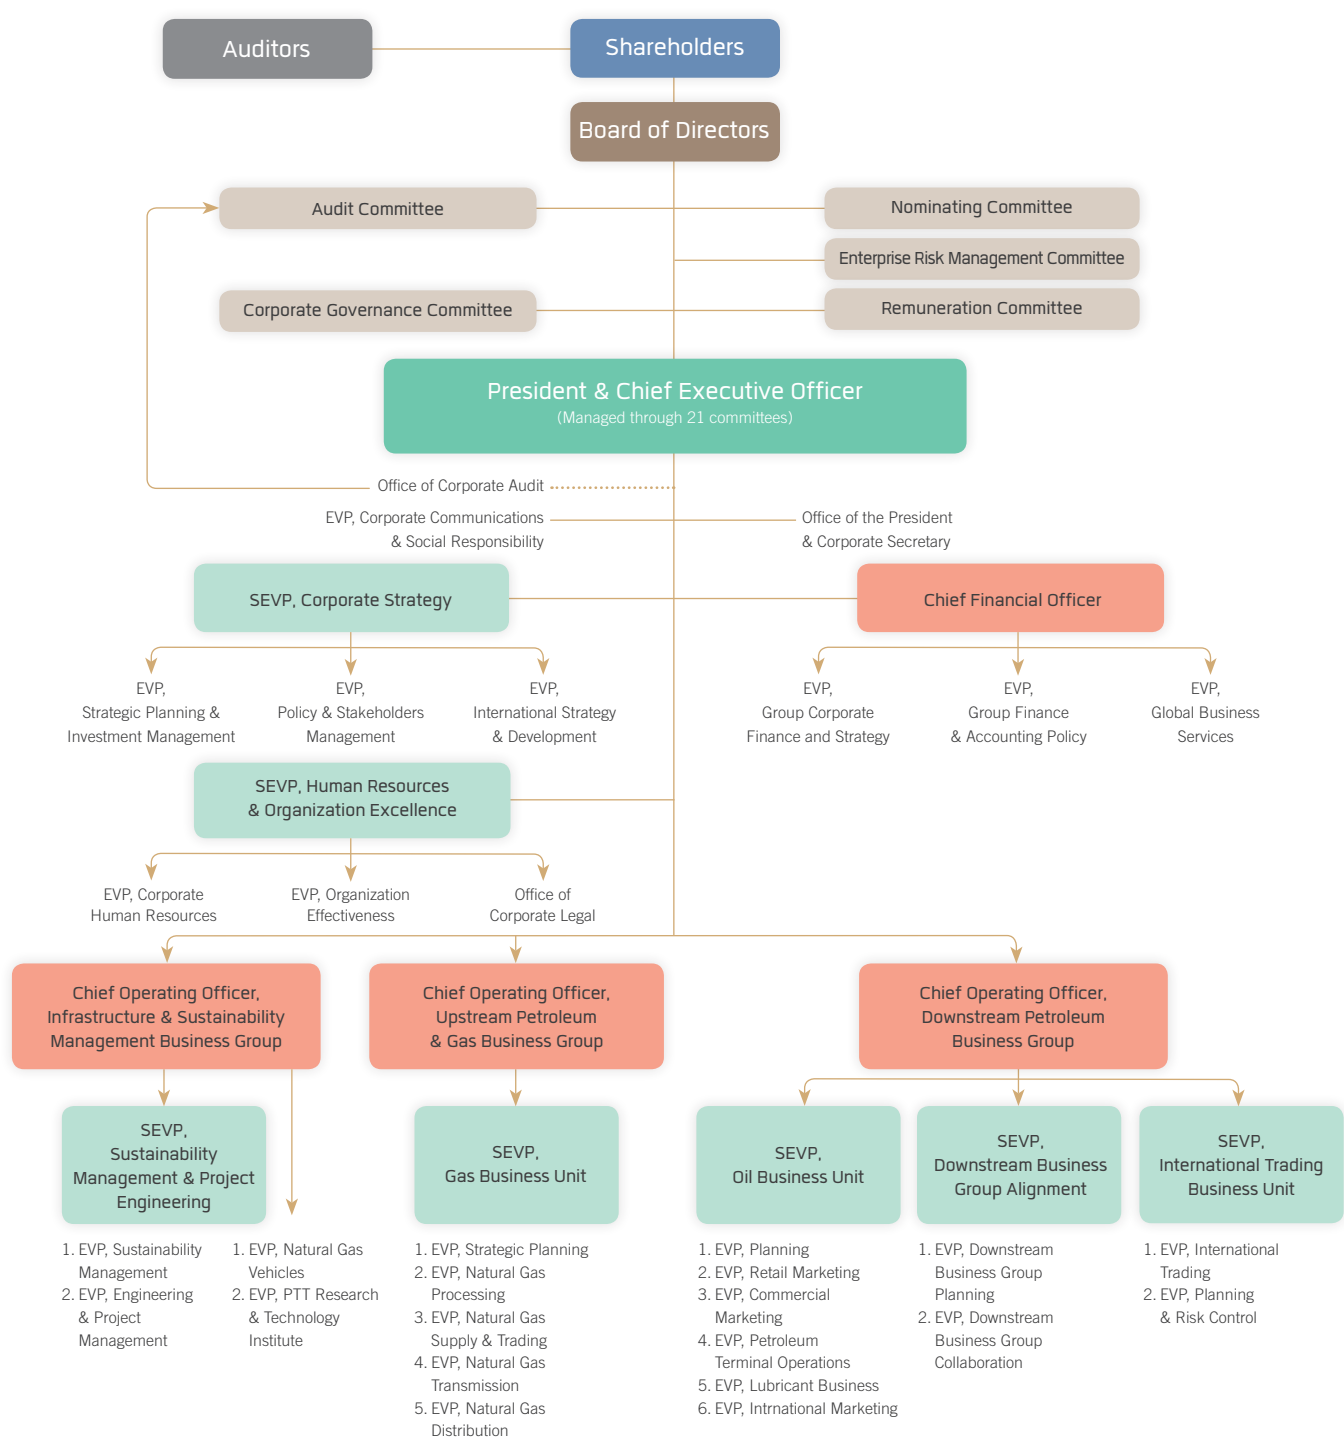 Auditors
Shareholders
Board of Directors
Audit Committee
Nominating Committee
Enterprise Risk Management Committee
Corporate Governance Committee
Remuneration Committee
President & Chief Executive Officer
(Managed through 21 committees)
Office of Corporate Audit
EVP, Corporate Communications
& Social Responsibility
Office of the President
& Corporate Secretary
SEVP, Corporate Strategy
Chief Financial Officer
EVP,
Strategic Planning &
Investment Management
EVP,
Policy & Stakeholders
Management
EVP,
International Strategy
& Development
EVP,
Group Corporate
Finance and Strategy
EVP,
Group Finance
& Accounting Policy
EVP,
Global Business
Services
SEVP, Human Resources
& Organization Excellence
EVP, Corporate
Human Resources
EVP, Organization
Effectiveness
Office of
Corporate Legal
Chief Operating Officer,
Infrastructure & Sustainability
Management Business Group
Chief Operating Officer,
Upstream Petroleum
& Gas Business Group
Chief Operating Officer,
Downstream Petroleum
Business Group
SEVP,
Sustainability
Management & Project
Engineering
SEVP,
Gas Business Unit
SEVP,
Oil Business Unit
SEVP,
Downstream Business
Group Alignment
SEVP,
International Trading
Business Unit
1. EVP, Sustainability
Management
2. EVP, Engineering
& Project
Management
1. EVP, Natural Gas
Vehicles
2. EVP, PTT Research
& Technology
Institute
1. EVP, Strategic Planning
2. EVP, Natural Gas
Processing
3. EVP, Natural Gas
Supply & Trading
4. EVP, Natural Gas
Transmission
5. EVP, Natural Gas
Distribution
1. EVP, Planning
2. EVP, Retail Marketing
3. EVP, Commercial
Marketing
4. EVP, Petroleum
Terminal Operations
5. EVP, Lubricant Business
6. EVP, Intrnational Marketing
1. EVP, Downstream
Business Group
Planning
2. EVP, Downstream
Business Group
Collaboration
1. EVP, International
Trading
2. EVP, Planning
& Risk Control